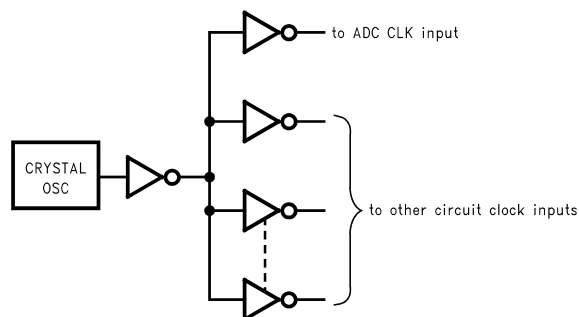 to ADC CLK input
CRYSTAL
OSC
to other circuit clock inputs